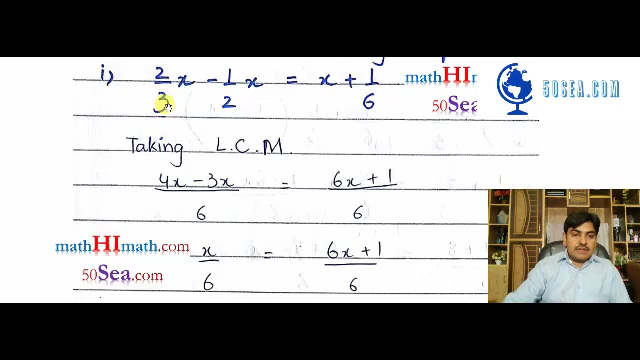 i) 2/3 x - 1/2 x = x + 1/6
mathHIma
50Sea.
50SEA.COM
Taking L.C.M.
4x - 3x / 6 = 6x + 1 / 6
mathHImath.com
50Sea.com
x / 6 = 6x + 1 / 6